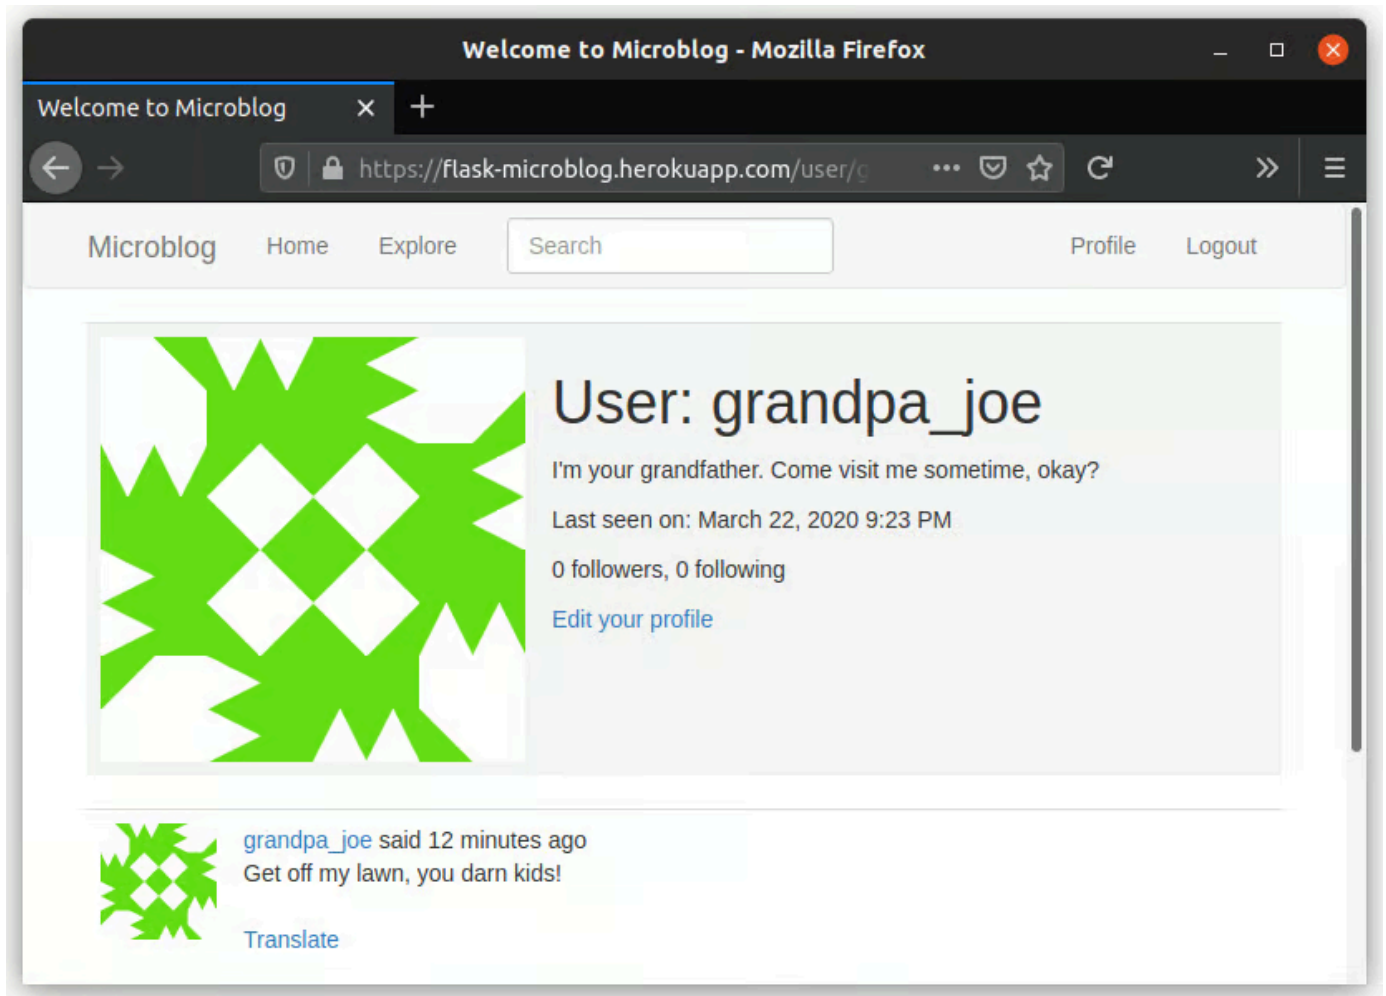 Welcome to Microblog - Mozilla Firefox
Welcome to Microblog
https://flask-microblog.herokuapp.com/user/g
Microblog Home Explore Search Profile Logout
User: grandpa_joe
I'm your grandfather. Come visit me sometime, okay?
Last seen on: March 22, 2020 9:23 PM
0 followers, 0 following
Edit your profile
grandpa_joe said 12 minutes ago
Get off my lawn, you darn kids!
Translate